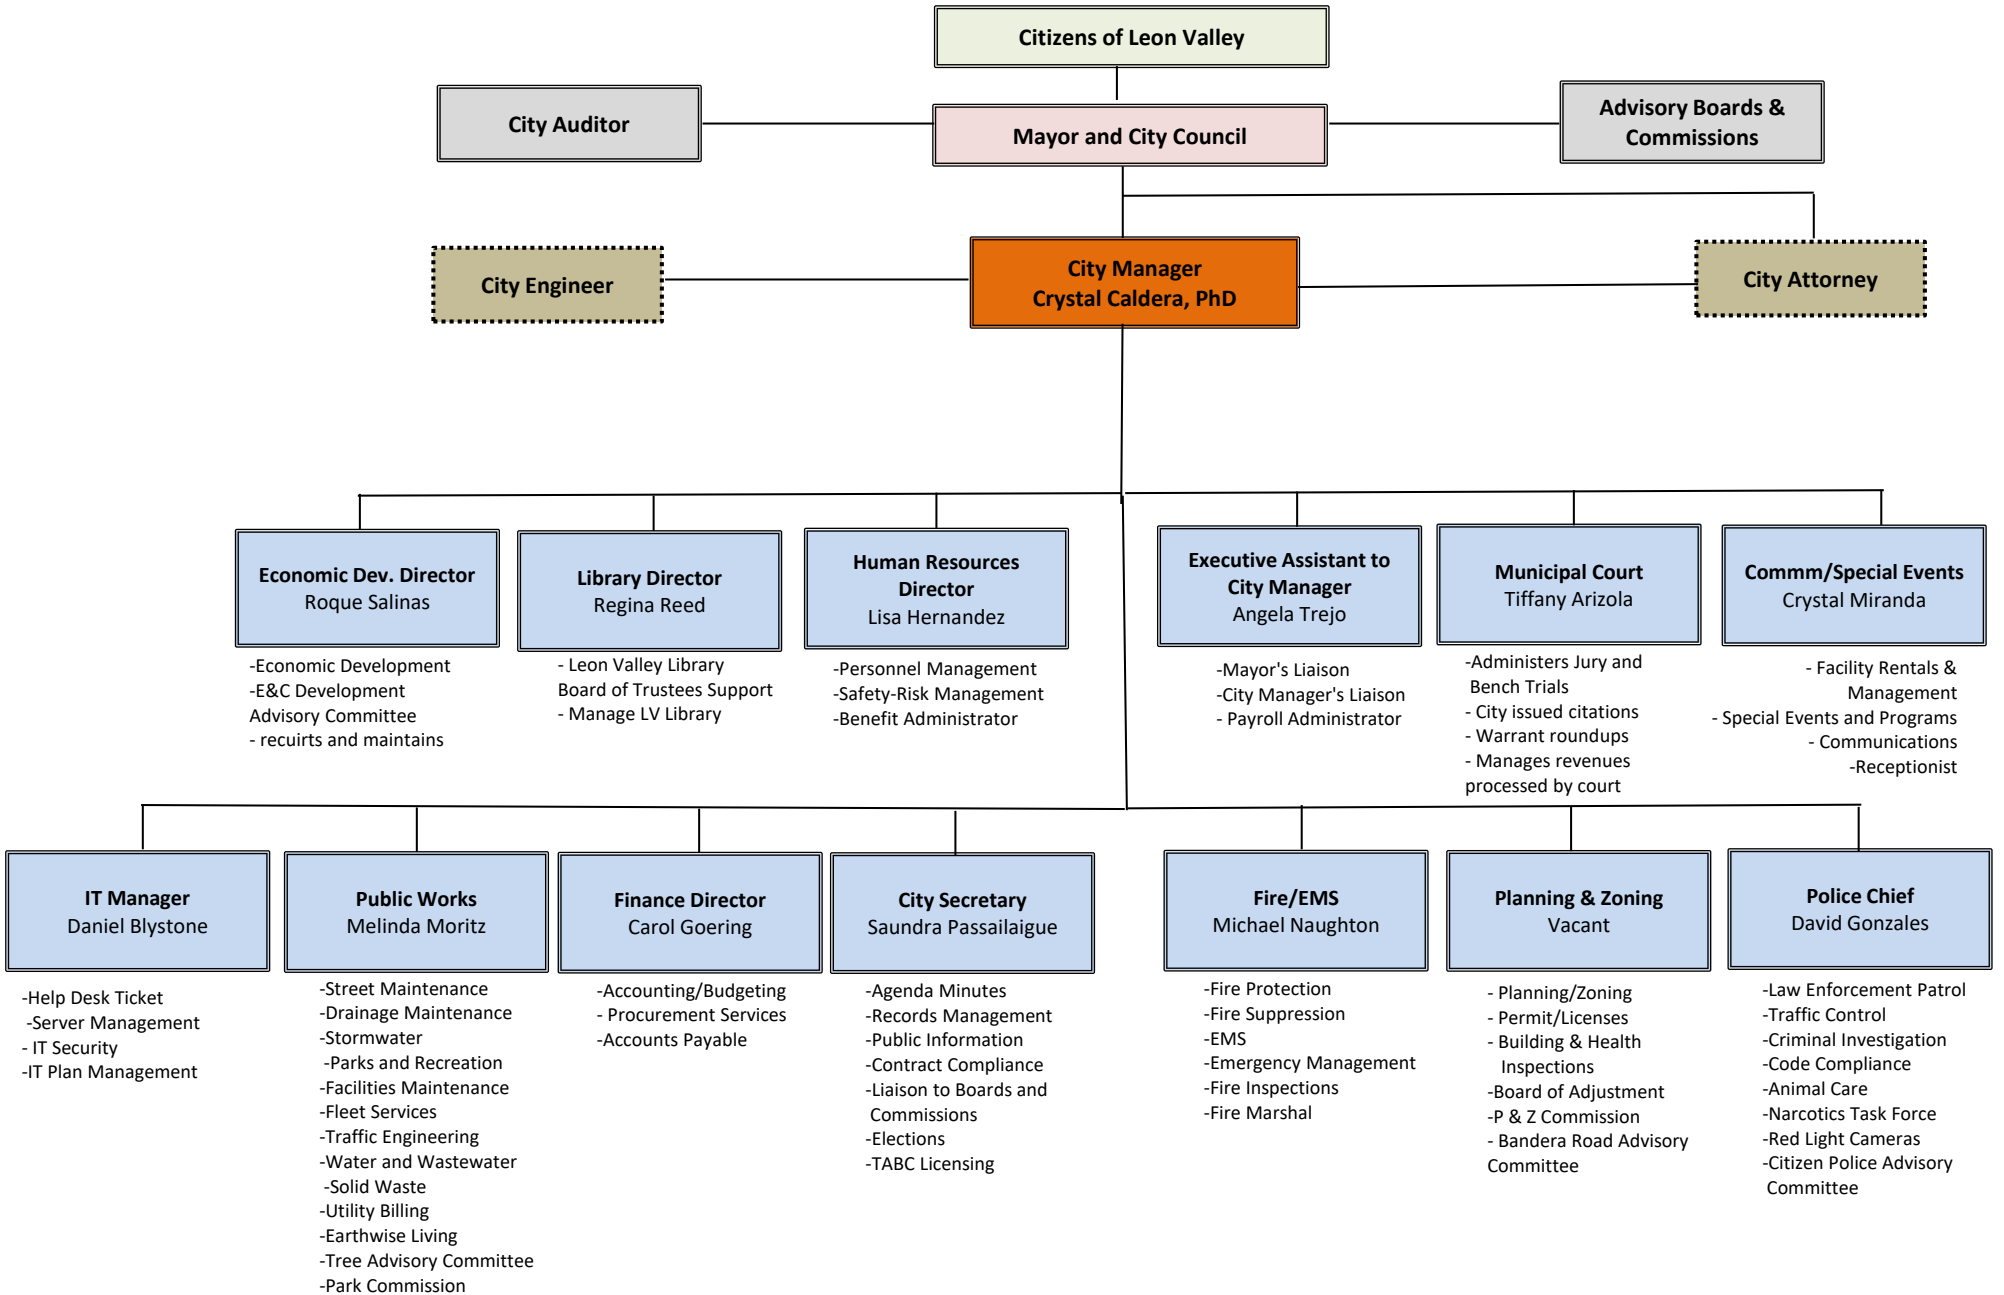 Citizens of Leon Valley
City Auditor
Mayor and City Council
Advisory Boards &
Commissions
City Engineer
City Manager
Crystal Caldera, PhD
City Attorney
Economic Dev. Director
Roque Salinas
-Economic Development
-E&C Development
Advisory Committee
- recuirts and maintains
Library Director
Regina Reed
- Leon Valley Library
Board of Trustees Support
- Manage LV Library
Human Resources
Director
Lisa Hernandez
-Personnel Management
-Safety-Risk Management
-Benefit Administrator
Executive Assistant to
City Manager
Angela Trejo
-Mayor's Liaison
-City Manager's Liaison
- Payroll Administrator
Municipal Court
Tiffany Arizola
-Administers Jury and
Bench Trials
- City issued citations
- Warrant roundups
- Manages revenues
processed by court
Commm/Special Events
Crystal Miranda
- Facility Rentals &
Management
- Special Events and Programs
- Communications
-Receptionist
IT Manager
Daniel Blystone
-Help Desk Ticket
-Server Management
- IT Security
-IT Plan Management
Public Works
Melinda Moritz
-Street Maintenance
-Drainage Maintenance
-Stormwater
-Parks and Recreation
-Facilities Maintenance
-Fleet Services
-Traffic Engineering
-Water and Wastewater
-Solid Waste
-Utility Billing
-Earthwise Living
-Tree Advisory Committee
-Park Commission
Finance Director
Carol Goering
-Accounting/Budgeting
- Procurement Services
-Accounts Payable
City Secretary
Saundra Passailaigue
-Agenda Minutes
-Records Management
-Public Information
-Contract Compliance
-Liaison to Boards and
Commissions
-Elections
-TABC Licensing
Fire/EMS
Michael Naughton
-Fire Protection
-Fire Suppression
-EMS
-Emergency Management
-Fire Inspections
-Fire Marshal
Planning & Zoning
Vacant
- Planning/Zoning
- Permit/Licenses
- Building & Health
Inspections
-Board of Adjustment
-P & Z Commission
- Bandera Road Advisory
Committee
Police Chief
David Gonzales
-Law Enforcement Patrol
-Traffic Control
-Criminal Investigation
-Code Compliance
-Animal Care
-Narcotics Task Force
-Red Light Cameras
-Citizen Police Advisory
Committee